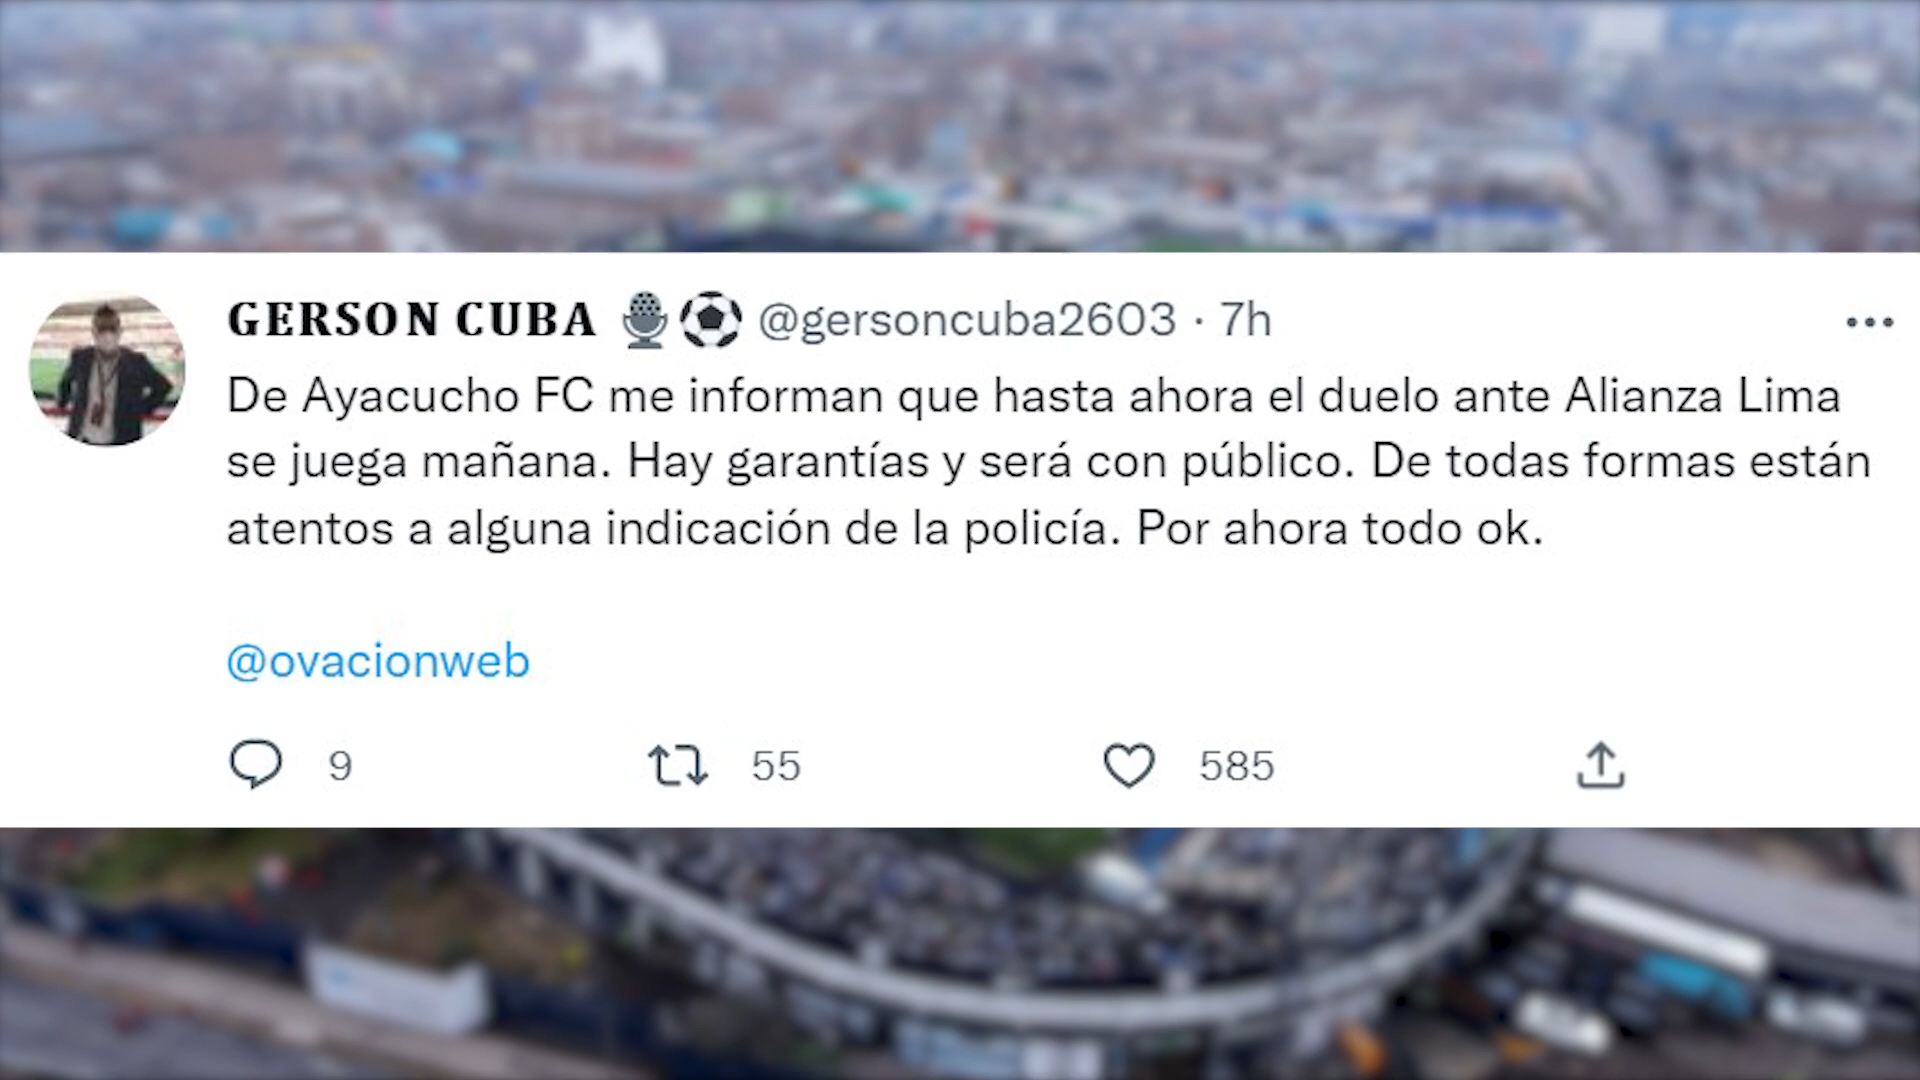 GERSON CUBA 🎙⚽ @gersoncuba2603 · 7h
De Ayacucho FC me informan que hasta ahora el duelo ante Alianza Lima
se juega mañana. Hay garantías y será con público. De todas formas están
atentos a alguna indicación de la policía. Por ahora todo ok.
@ovacionweb
9 55 585